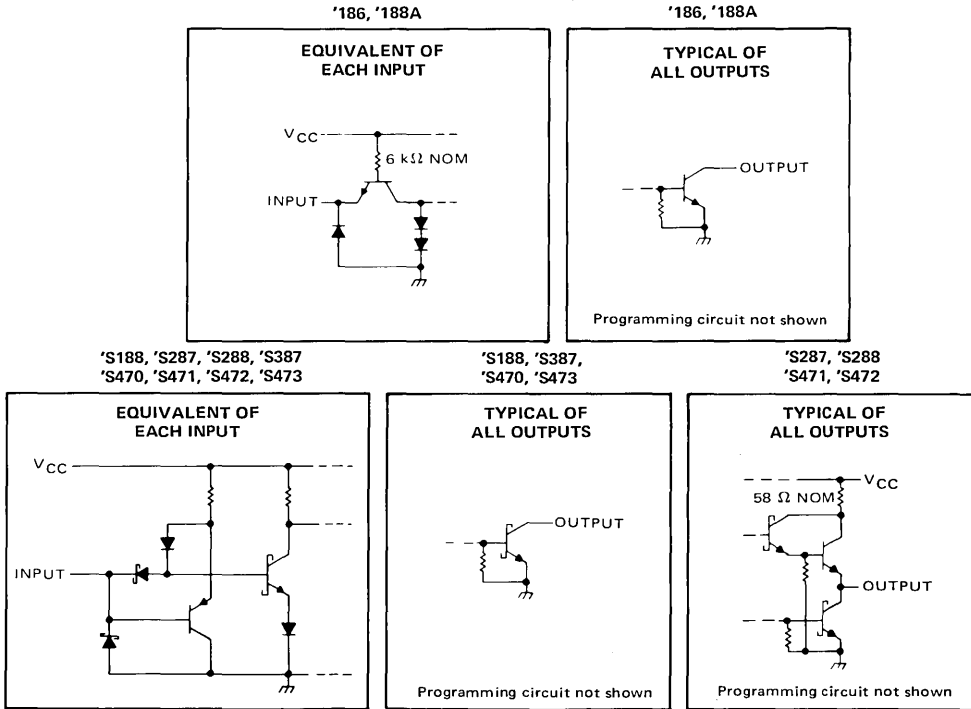 '186, '188A
EQUIVALENT OF
EACH INPUT
VCC
6 kΩ NOM
INPUT
'186, '188A
TYPICAL OF
ALL OUTPUTS
OUTPUT
Programming circuit not shown
'S188, 'S287, 'S288, 'S387
'S470, 'S471, 'S472, 'S473
EQUIVALENT OF
EACH INPUT
VCC
INPUT
'S188, 'S387,
'S470, 'S473
TYPICAL OF
ALL OUTPUTS
OUTPUT
Programming circuit not shown
'S287, 'S288
'S471, 'S472
TYPICAL OF
ALL OUTPUTS
VCC
58 Ω NOM
OUTPUT
Programming circuit not shown